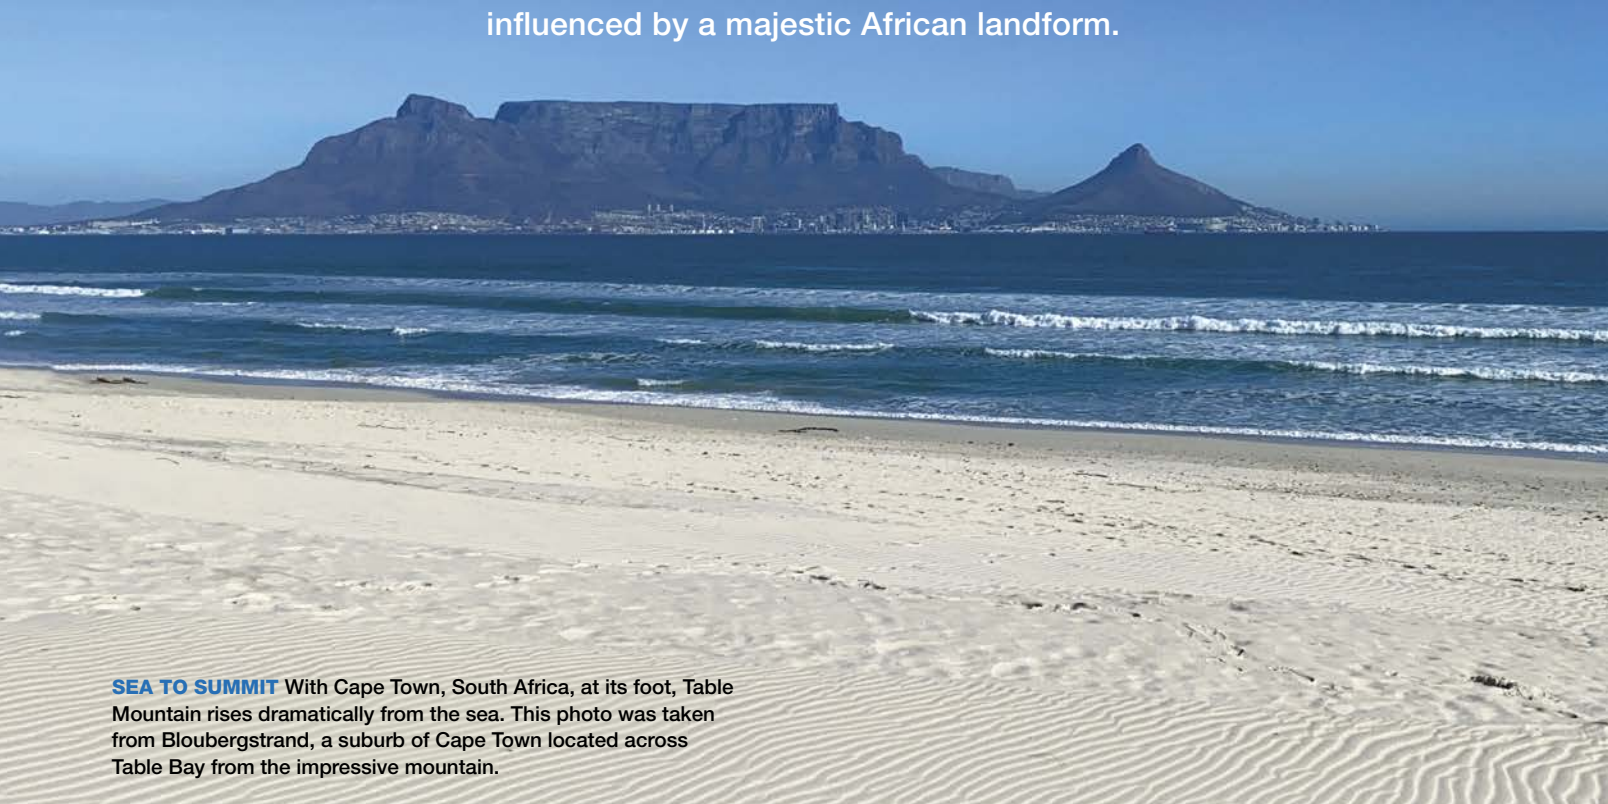 influenced by a majestic African landform.
SEA TO SUMMIT With Cape Town, South Africa, at its foot, Table
Mountain rises dramatically from the sea. This photo was taken
from Bloubergstrand, a suburb of Cape Town located across
Table Bay from the impressive mountain.